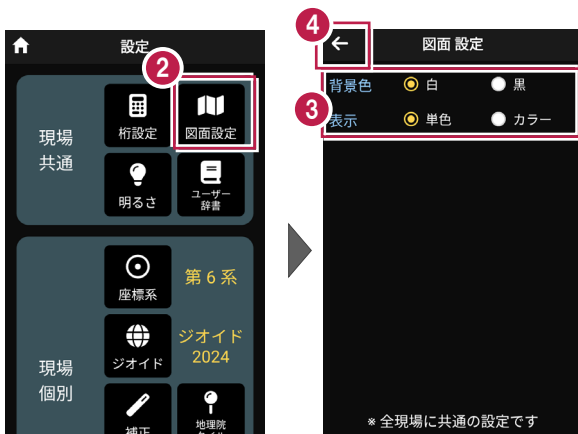 設定
2
現場
共通
桁設定
図面設定
明るさ
ユーザー
辞書
現場
個別
座標系
第 6 系
ジオイド
ジオイド
2024
補正
地理院
4
図面 設定
3
背景色
白
黒
表示
単色
カラー
※ 全現場に共通の設定です